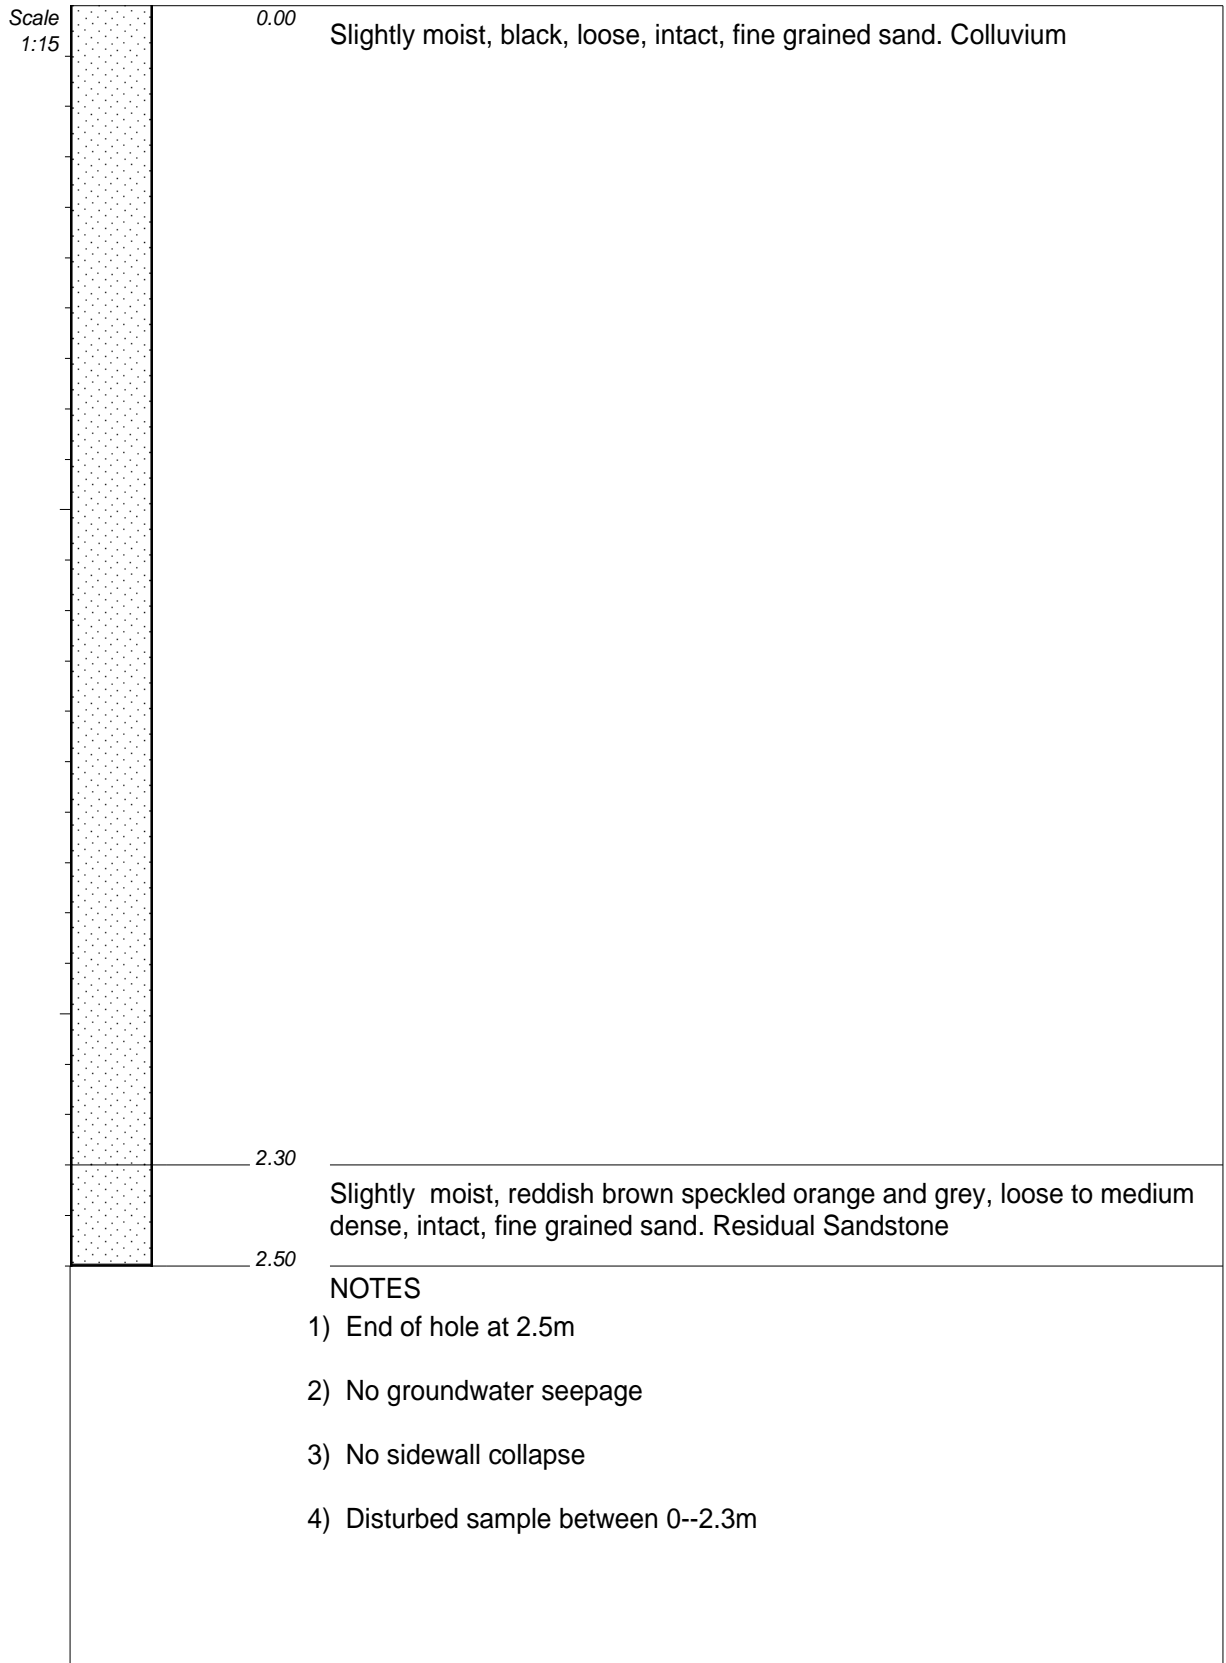 Scale
1:15
0.00
Slightly moist, black, loose, intact, fine grained sand. Colluvium
2.30
Slightly  moist, reddish brown speckled orange and grey, loose to medium
dense, intact, fine grained sand. Residual Sandstone
2.50
NOTES
1) End of hole at 2.5m
2) No groundwater seepage
3) No sidewall collapse
4) Disturbed sample between 0--2.3m